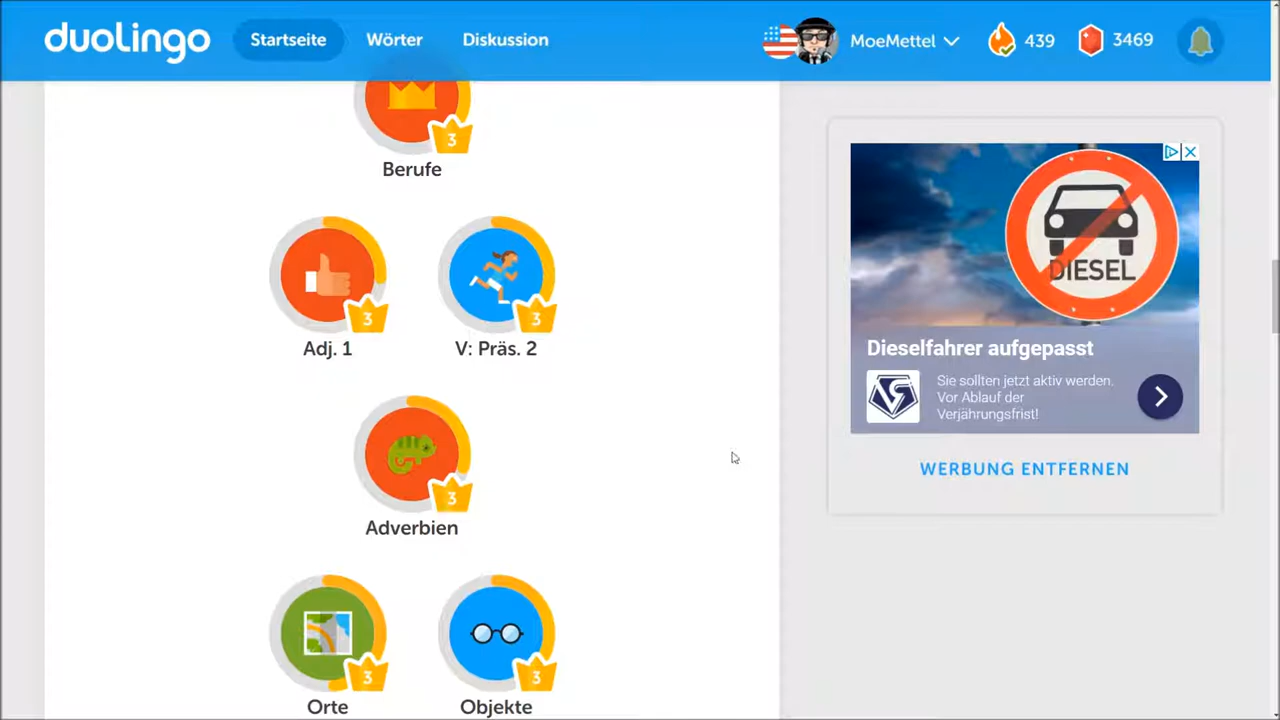 duolingo
Startseite
Wörter
Diskussion
MoeMettel
439
3469
3
Berufe
3
3
Adj. 1
V: Präs. 2
3
Adverbien
3
3
Orte
Objekte
DIESEL
Dieselfahrer aufgepasst
VS
Sie sollten jetzt aktiv werden.
Vor Ablauf der
Verjährungsfrist!
WERBUNG ENTFERNEN